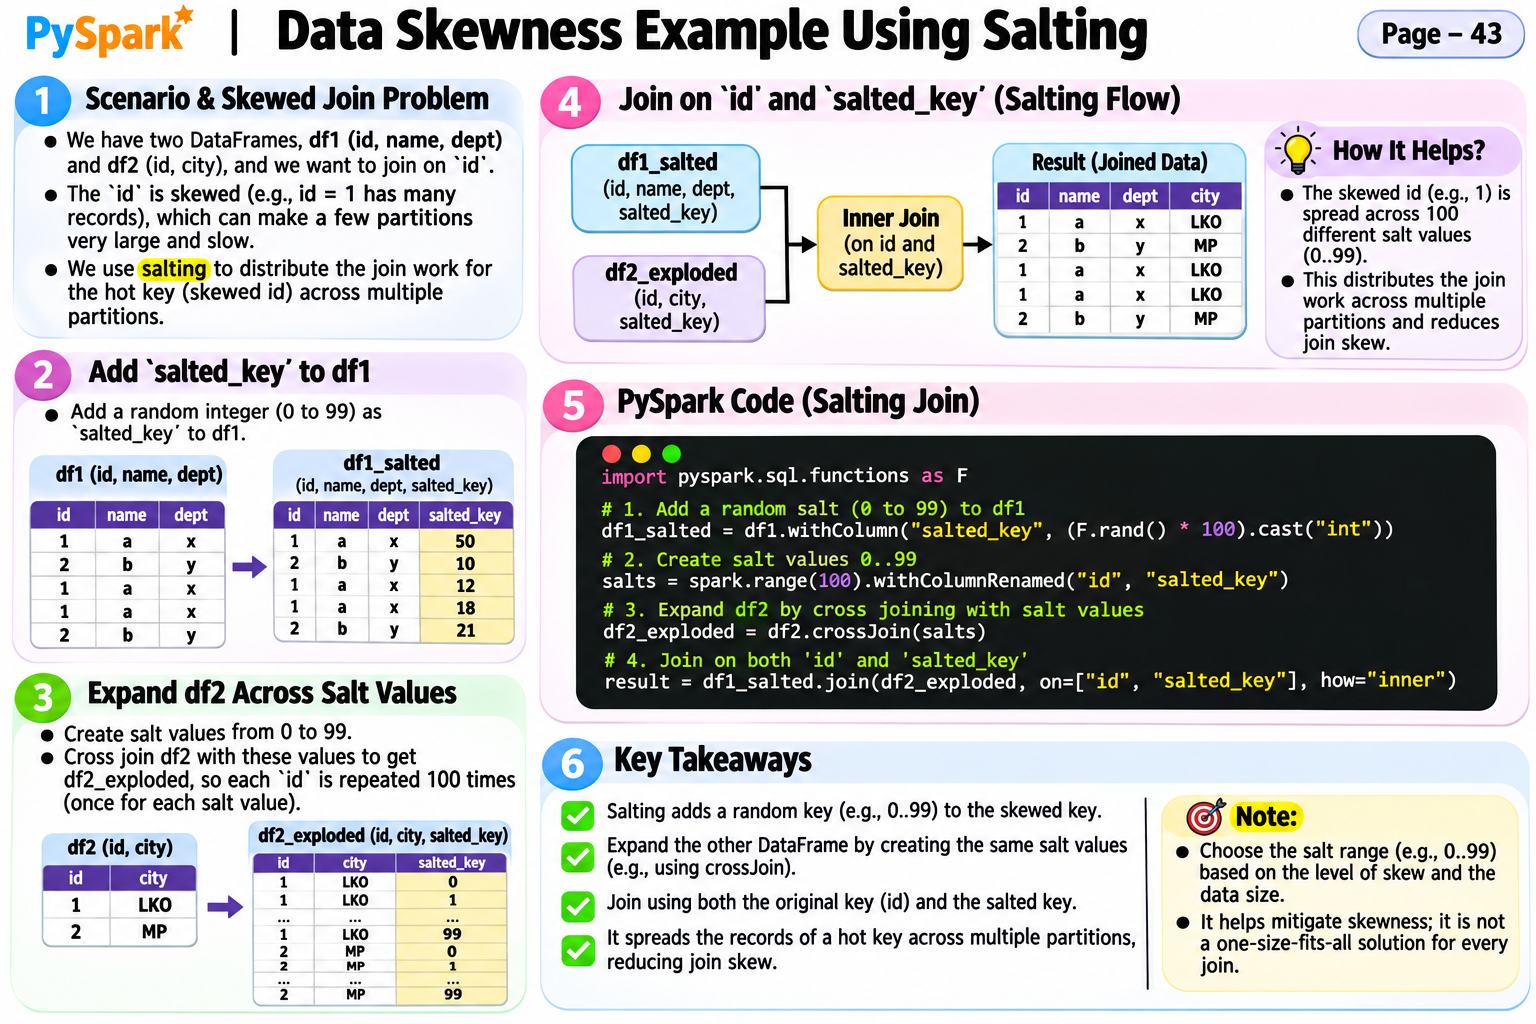 PySpark | Data Skewness Example Using Salting
Page – 43
1 Scenario & Skewed Join Problem
● We have two DataFrames, df1 (id, name, dept)
and df2 (id, city), and we want to join on `id`.
● The `id` is skewed (e.g., id = 1 has many
records), which can make a few partitions
very large and slow.
● We use salting to distribute the join work for
the hot key (skewed id) across multiple
partitions.
2 Add `salted_key´ to df1
● Add a random integer (0 to 99) as
`salted_key´ to df1.
df1 (id, name, dept)
id name dept
1 a x
2 b y
1 a x
1 a x
2 b y
df1_salted
(id, name, dept, salted_key)
id name dept salted_key
1 a x 50
2 b y 10
1 a x 12
1 a x 18
2 b y 21
3 Expand df2 Across Salt Values
● Create salt values from 0 to 99.
● Cross join df2 with these values to get
df2_exploded, so each `id` is repeated 100 times
(once for each salt value).
df2 (id, city)
id city
1 LKO
2 MP
df2_exploded (id, city, salted_key)
id city salted_key
1 LKO 0
1 LKO 1
... ... ...
1 LKO 99
2 MP 0
2 MP 1
... ... ...
2 MP 99
4 Join on `id' and `salted_key' (Salting Flow)
df1_salted
(id, name, dept,
salted_key)
df2_exploded
(id, city,
salted_key)
Inner Join
(on id and
salted_key)
Result (Joined Data)
id name dept city
1 a x LKO
2 b y MP
1 a x LKO
1 a x LKO
2 b y MP
How It Helps?
● The skewed id (e.g., 1) is
spread across 100
different salt values
(0..99).
● This distributes the join
work across multiple
partitions and reduces
join skew.
5 PySpark Code (Salting Join)
import pyspark.sql.functions as F
# 1. Add a random salt (0 to 99) to df1
df1_salted = df1.withColumn("salted_key", (F.rand() * 100).cast("int"))
# 2. Create salt values 0..99
salts = spark.range(100).withColumnRenamed("id", "salted_key")
# 3. Expand df2 by cross joining with salt values
df2_exploded = df2.crossJoin(salts)
# 4. Join on both 'id' and 'salted_key'
result = df1_salted.join(df2_exploded, on=["id", "salted_key"], how="inner")
6 Key Takeaways
Salting adds a random key (e.g., 0..99) to the skewed key.
Expand the other DataFrame by creating the same salt values
(e.g., using crossJoin).
Join using both the original key (id) and the salted key.
It spreads the records of a hot key across multiple partitions,
reducing join skew.
Note:
● Choose the salt range (e.g., 0..99)
based on the level of skew and the
data size.
● It helps mitigate skewness; it is not
a one-size-fits-all solution for every
join.